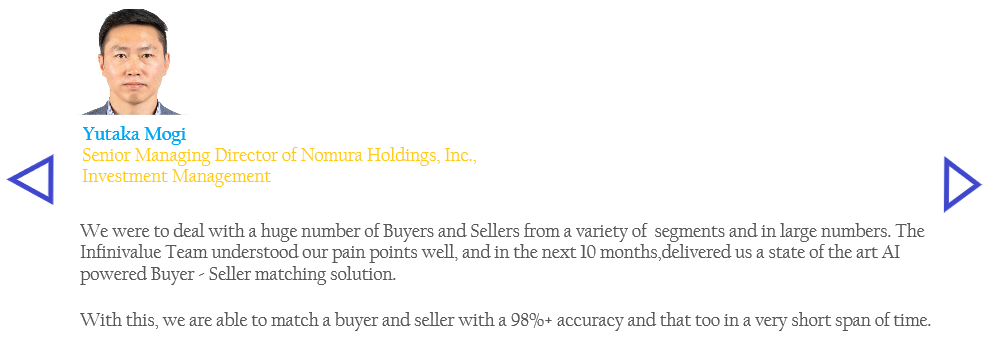 Yutaka Mogi
Senior Managing Director of Nomura Holdings, Inc.,
Investment Management
We were to deal with a huge number of Buyers and Sellers from a variety of  segments and in large numbers. The
Infinivalue Team understood our pain points well, and in the next 10 months,delivered us a state of the art AI
powered Buyer - Seller matching solution.
With this, we are able to match a buyer and seller with a 98%+ accuracy and that too in a very short span of time.